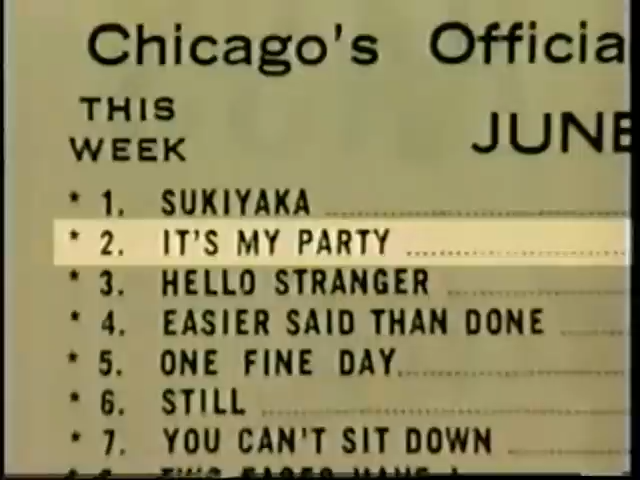 Chicago's Officia
THIS
WEEK
JUNE
* 1. SUKIYAKA
* 2. IT'S MY PARTY
* 3. HELLO STRANGER
* 4. EASIER SAID THAN DONE
* 5. ONE FINE DAY
* 6. STILL
* 7. YOU CAN'T SIT DOWN